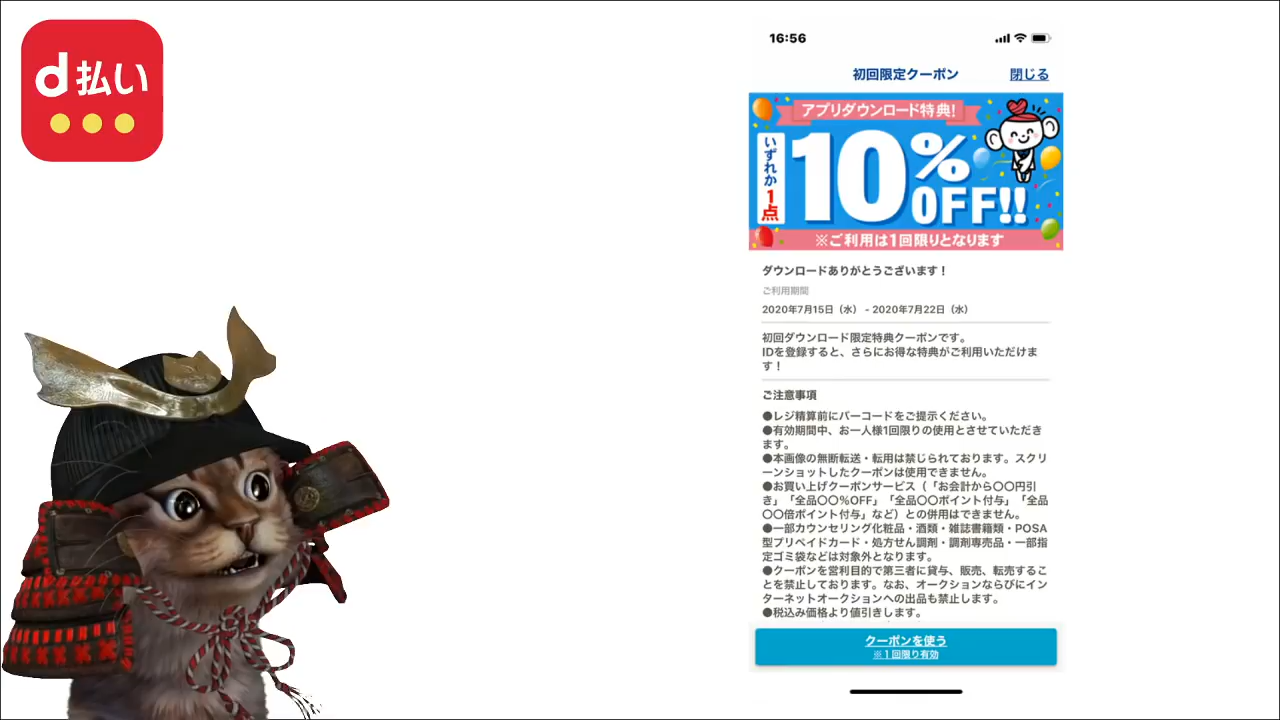 d払い
16:56
初回限定クーポン
閉じる
アプリダウンロード特典!
いずれか1点
10%
OFF!!
※ご利用は1回限りとなります
ダウンロードありがとうございます!
ご利用期間
2020年7月15日(水) - 2020年7月22日(水)
初回ダウンロード限定特典クーポンです。
IDを登録すると、さらにお得な特典がご利用いただけま
す!
ご注意事項
●レジ精算前にバーコードをご提示ください。
●有効期間中、お一人様1回限りの使用とさせていただき
ます。
●本画像の無断転送・転用は禁じられております。スクリ
ーンショットしたクーポンは使用できません。
●お買い上げクーポンサービス(「お会計から〇〇円引
き」「全品〇〇%OFF」「全品〇〇ポイント付与」「全品
〇〇倍ポイント付与」など)との併用はできません。
●一部カウンセリング化粧品・酒類・雑誌書籍類・POSA
型プリペイドカード・処方せん調剤・調剤専売品・一部指
定ゴミ袋などは対象外となります。
●クーポンを営利目的で第三者に貸与、販売、転売するこ
とを禁止しております。なお、オークションならびにイン
ターネットオークションへの出品も禁止します。
●税込み価格より値引きします。
クーポンを使う
※1回限り有効